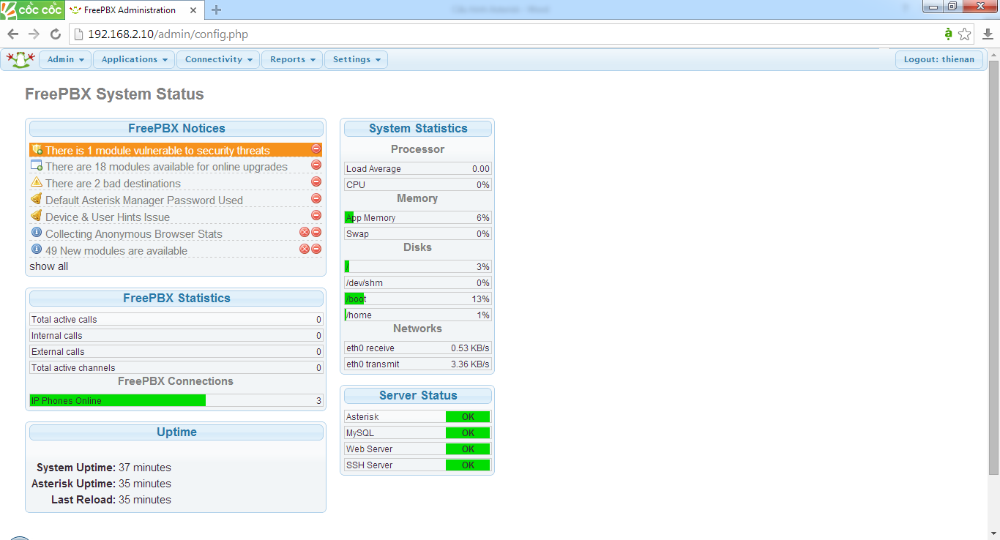 CỐC CỐC
FreePBX Administration
192.168.2.10/admin/config.php
à
Admin Applications Connectivity Reports Settings Logout: thienan
FreePBX System Status
FreePBX Notices
There is 1 module vulnerable to security threats
There are 18 modules available for online upgrades
There are 2 bad destinations
Default Asterisk Manager Password Used
Device & User Hints Issue
Collecting Anonymous Browser Stats
49 New modules are available
show all
FreePBX Statistics
Total active calls 0
Internal calls 0
External calls 0
Total active channels 0
FreePBX Connections
IP Phones Online 3
Uptime
System Uptime: 37 minutes
Asterisk Uptime: 35 minutes
Last Reload: 35 minutes
System Statistics
Processor
Load Average 0.00
CPU 0%
Memory
App Memory 6%
Swap 0%
Disks
/ 3%
/dev/shm 0%
/boot 13%
/home 1%
Networks
eth0 receive 0.53 KB/s
eth0 transmit 3.36 KB/s
Server Status
Asterisk OK
MySQL OK
Web Server OK
SSH Server OK